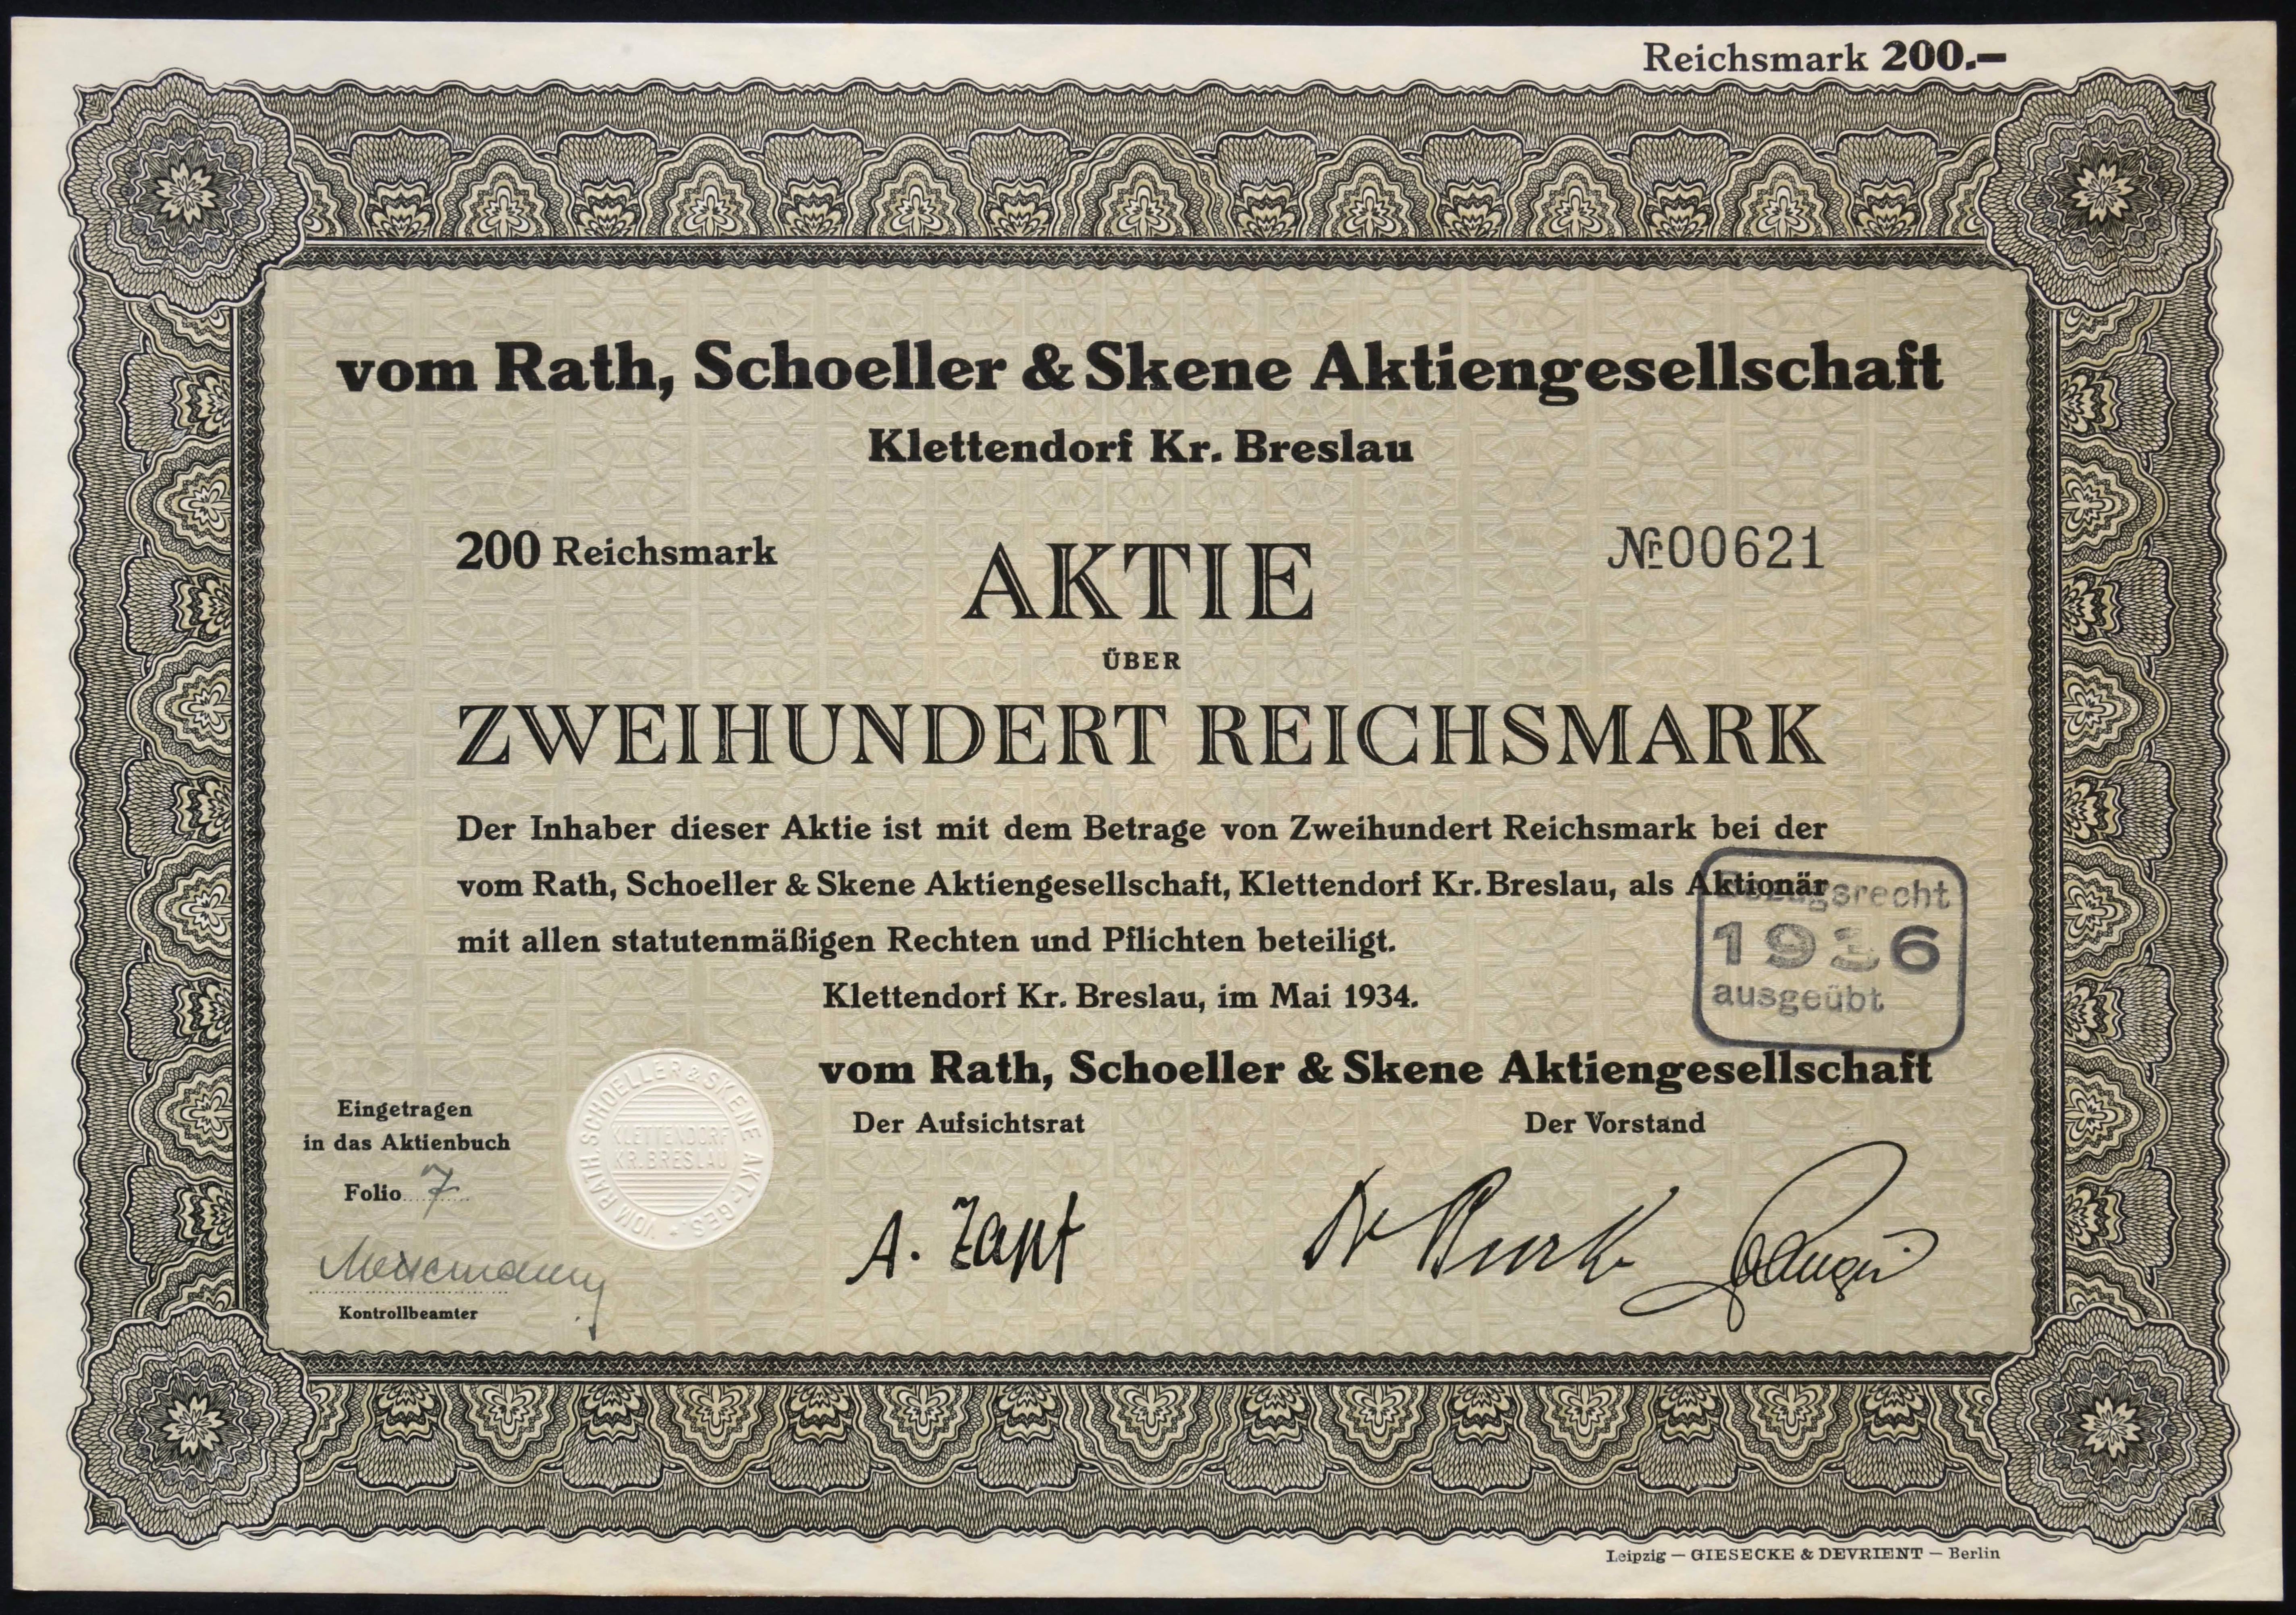 Reichsmark 200.–
vom Rath, Schoeller & Skene Aktiengesellschaft
Klettendorf Kr. Breslau
200 Reichsmark
AKTIE
Nr 00621
ÜBER
ZWEIHUNDERT REICHSMARK
Der Inhaber dieser Aktie ist mit dem Betrage von Zweihundert Reichsmark bei der
vom Rath, Schoeller & Skene Aktiengesellschaft, Klettendorf Kr. Breslau, als Aktionär
mit allen statutenmäßigen Rechten und Pflichten beteiligt.
Bezugsrecht
1936
ausgeübt
Klettendorf Kr. Breslau, im Mai 1934.
vom Rath, Schoeller & Skene Aktiengesellschaft
Der Aufsichtsrat
Der Vorstand
Eingetragen
in das Aktienbuch
Folio 7
VOM RATH, SCHOELLER & SKENE AKT-GES.
KLETTENDORF
KR. BRESLAU
A. Zapf
Dr
Kontrollbeamter
Leipzig — GIESECKE & DEVRIENT — Berlin